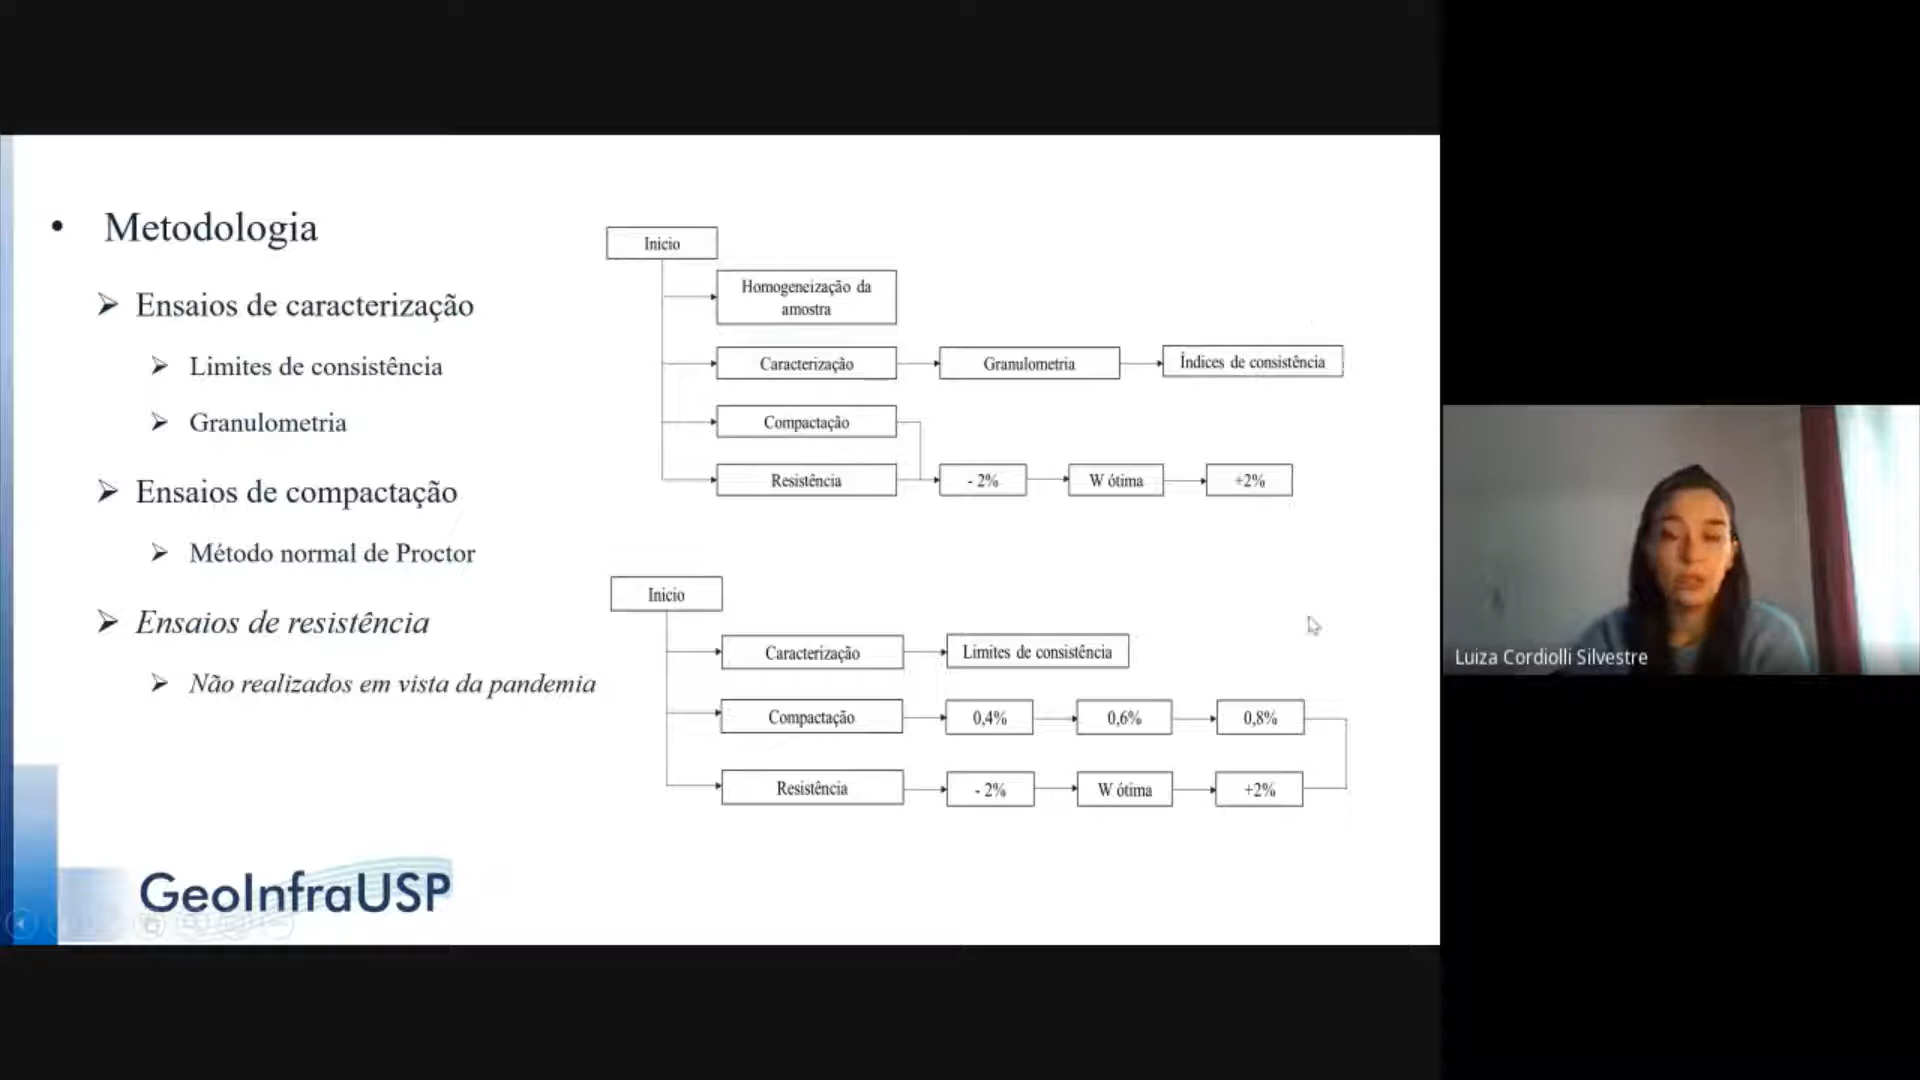 • Metodologia
➢ Ensaios de caracterização
➢ Limites de consistência
➢ Granulometria
➢ Ensaios de compactação
➢ Método normal de Proctor
➢ Ensaios de resistência
➢ Não realizados em vista da pandemia
Inicio
Homogeneização da
amostra
Caracterização
Granulometria
Índices de consistência
Compactação
Resistência
- 2%
W ótima
+2%
Inicio
Caracterização
Limites de consistência
Compactação
0,4%
0,6%
0,8%
Resistência
- 2%
W ótima
+2%
GeoInfraUSP
Luiza Cordiolli Silvestre